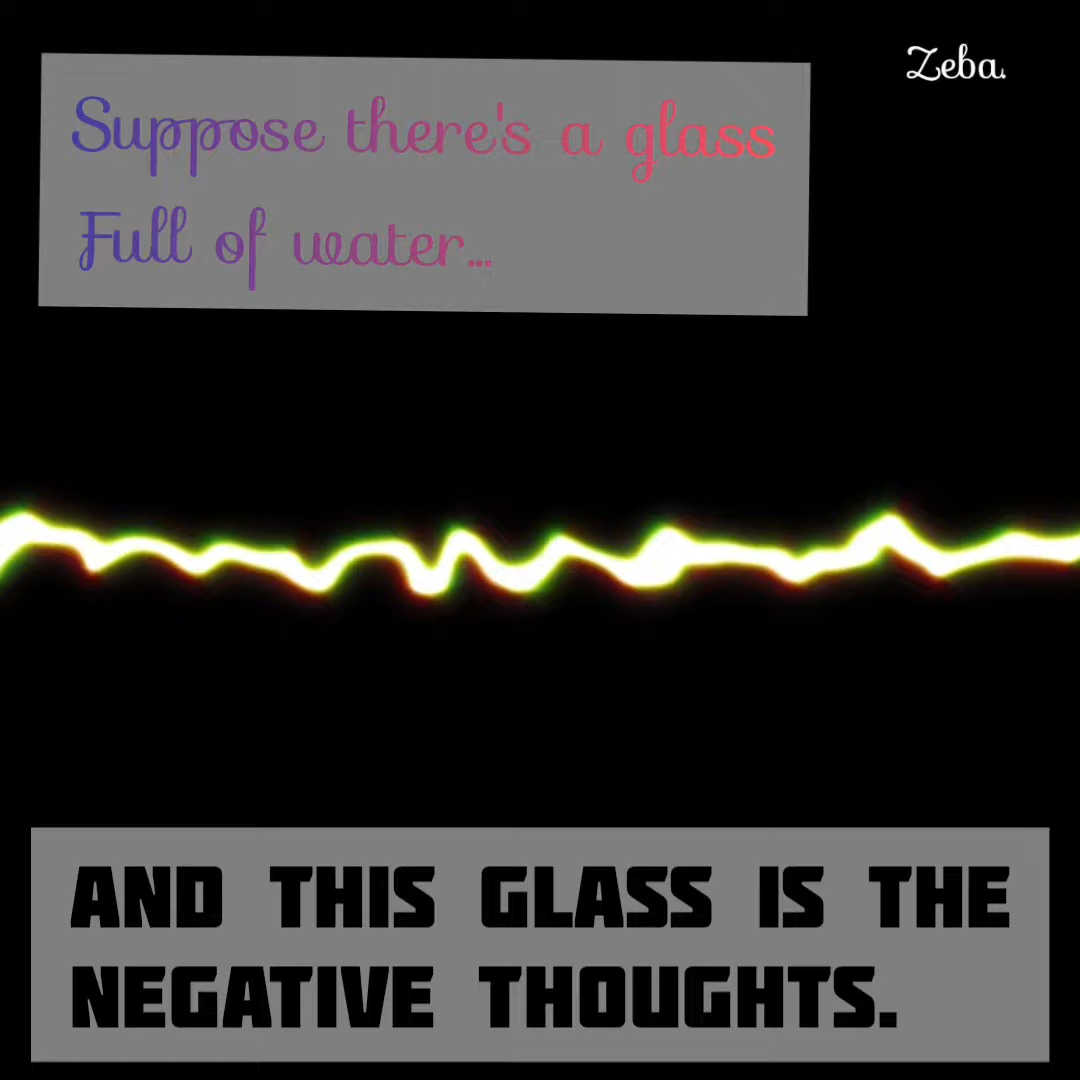 Zeba.
Suppose there's a glass
Full of water...
AND THIS GLASS IS THE
NEGATIVE THOUGHTS.